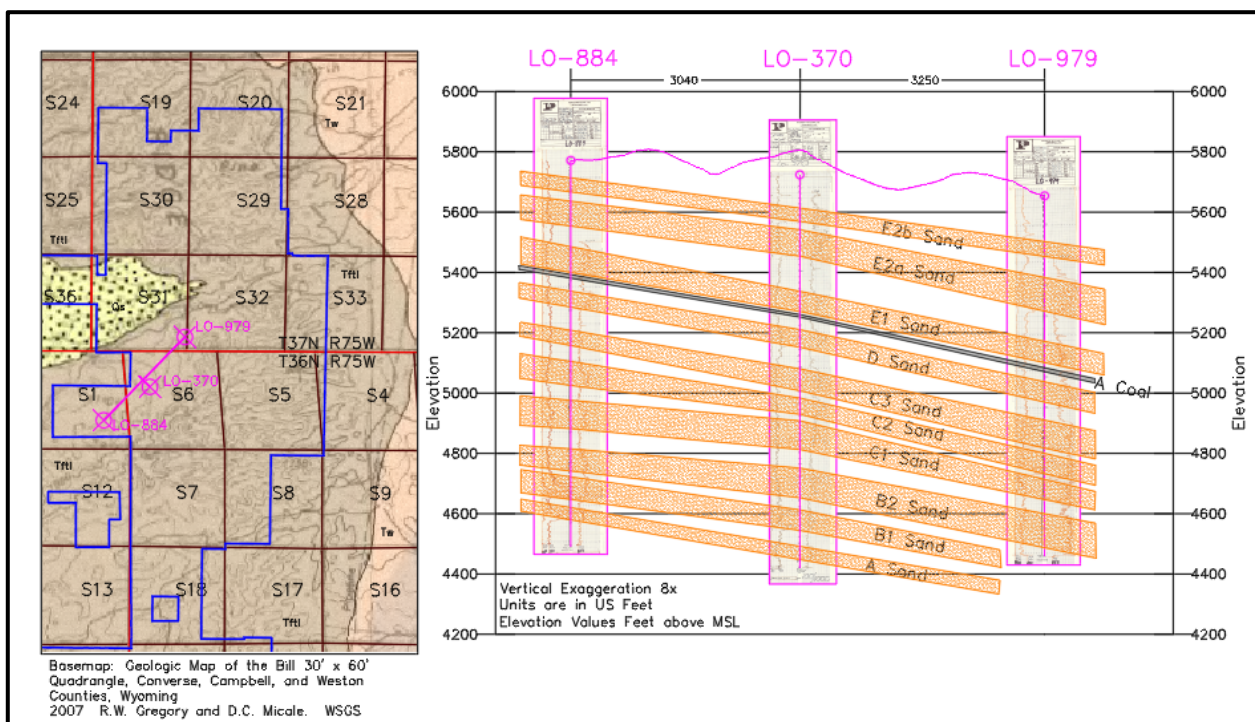 S24
S19
S20
S21
Tw
S25
S30
S29
S28
Tftl
S36
Qs
S31
S32
Tftl
S33
LO-979
T37N R75W
T36N R75W
S1
LO-370
S6
S5
S4
LO-884
Tftl
S12
S7
S8
S9
Tw
S13
S18
S17
S16
Tftl
Basemap: Geologic Map of the Bill 30' x 60'
Quadrangle, Converse, Campbell, and Weston
Counties, Wyoming
2007 R.W. Gregory and D.C. Micale. WSGS
LO-884
LO-370
LO-979
3040
3250
6000
5800
5600
5400
5200
5000
4800
4600
4400
4200
Elevation
LO-979
E2b Sand
E2a Sand
E1 Sand
D Sand
A Coal
C3 Sand
C2 Sand
C1 Sand
B2 Sand
B1 Sand
A Sand
Vertical Exaggeration 8x
Units are in US Feet
Elevation Values Feet above MSL
6000
5800
5600
5400
5200
5000
4800
4600
4400
4200
Elevation